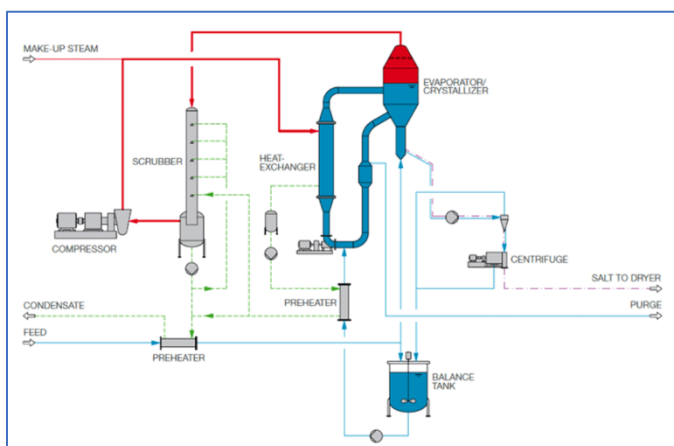 MAKE-UP STEAM
EVAPORATOR/
CRYSTALLIZER
SCRUBBER
HEAT-
EXCHANGER
COMPRESSOR
CENTRIFUGE
SALT TO DRYER
PREHEATER
CONDENSATE
PURGE
FEED
PREHEATER
BALANCE
TANK